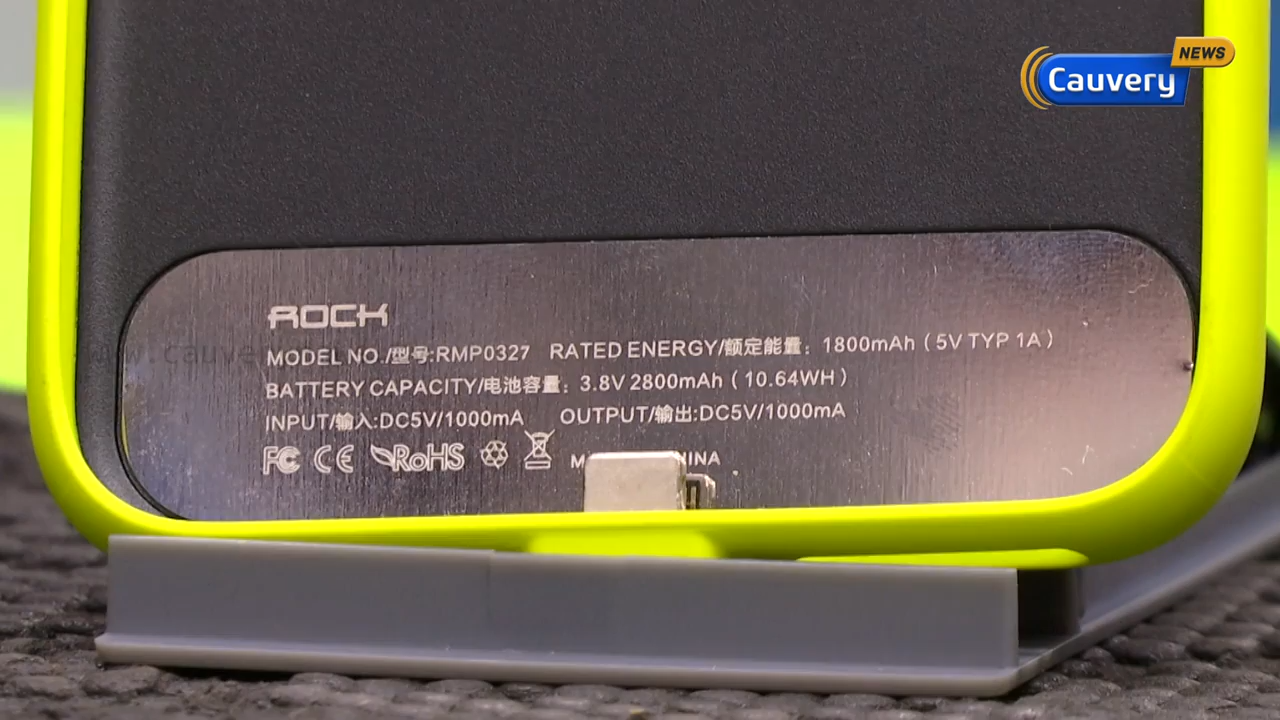 NEWS
Cauvery
ROCK
MODEL NO./型号:RMP0327 RATED ENERGY/额定能量: 1800mAh (5V TYP 1A)
BATTERY CAPACITY/电池容量: 3.8V 2800mAh (10.64WH)
INPUT/输入:DC5V/1000mA OUTPUT/输出:DC5V/1000mA
FC CE RoHS